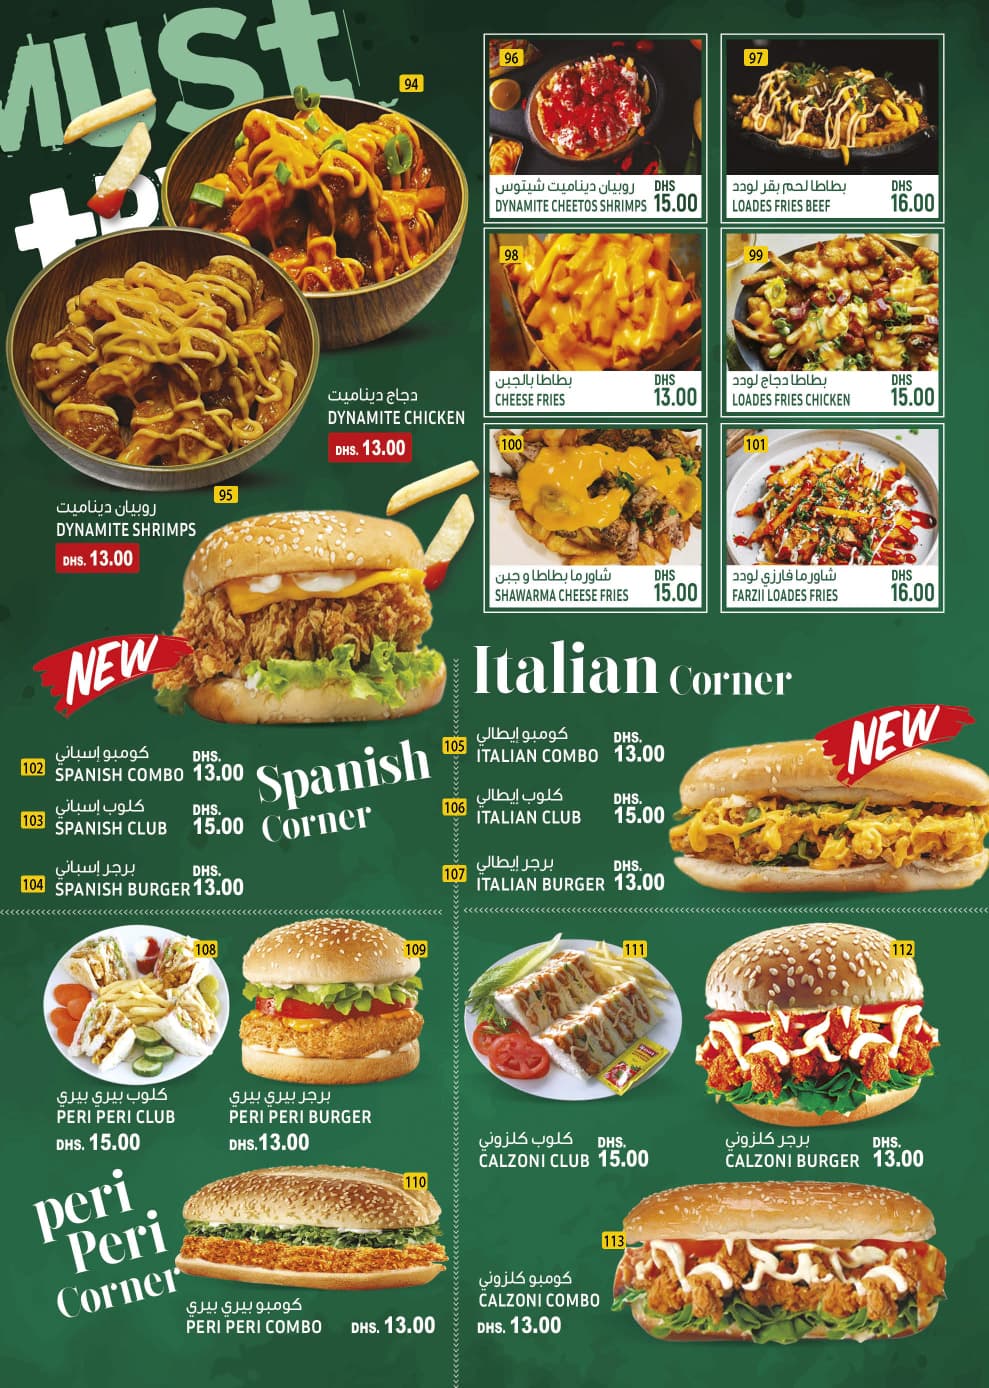 MUST
94
دجاج ديناميت
DYNAMITE CHICKEN
DHS. 13.00
95
روبيان ديناميت
DYNAMITE SHRIMPS
DHS. 13.00
96
روبيان ديناميت شيتوس
DYNAMITE CHEETOS SHRIMPS
DHS
15.00
97
بطاطا لحم بقر لودد
LOADES FRIES BEEF
DHS
16.00
98
بطاطا بالجبن
CHEESE FRIES
DHS
13.00
99
بطاطا دجاج لودد
LOADES FRIES CHICKEN
DHS
15.00
100
شاورما بطاطا و جبن
SHAWARMA CHEESE FRIES
DHS
15.00
101
شاورما فارزي لودد
FARZII LOADES FRIES
DHS
16.00
NEW
Spanish
Corner
102
كومبو إسباني
SPANISH COMBO
DHS.
13.00
103
كلوب إسباني
SPANISH CLUB
DHS.
15.00
104
برجر إسباني
SPANISH BURGER
DHS.
13.00
Italian Corner
NEW
105
كومبو إيطالي
ITALIAN COMBO
DHS.
13.00
106
كلوب إيطالي
ITALIAN CLUB
DHS.
15.00
107
برجر إيطالي
ITALIAN BURGER
DHS.
13.00
108
كلوب بيري بيري
PERI PERI CLUB
DHS. 15.00
109
برجر بيري بيري
PERI PERI BURGER
DHS. 13.00
peri
Peri
Corner
110
كومبو بيري بيري
PERI PERI COMBO DHS. 13.00
111
كلوب كلزوني
CALZONI CLUB
DHS.
15.00
112
برجر كلزوني
CALZONI BURGER
DHS.
13.00
113
كومبو كلزوني
CALZONI COMBO
DHS. 13.00